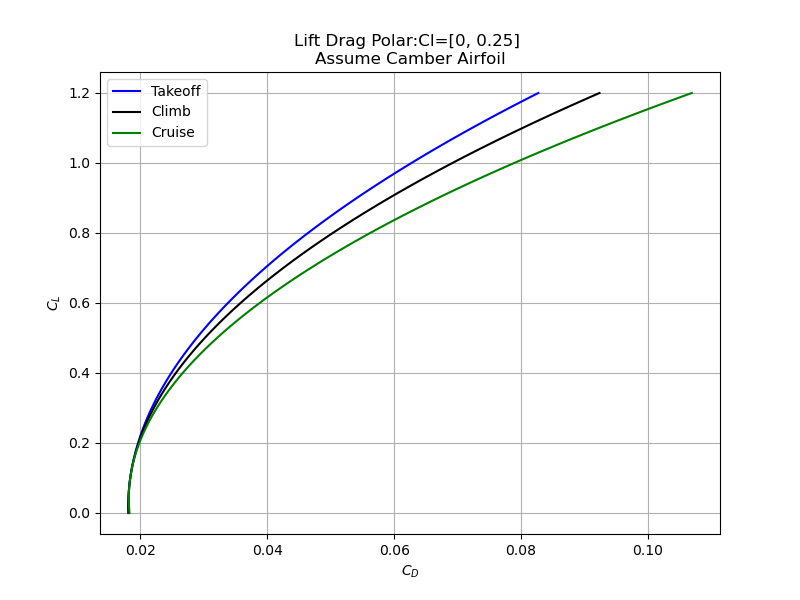 Lift Drag Polar:Cl=[0, 0.25]
Assume Camber Airfoil
Takeoff
Climb
Cruise
1.2
1.0
0.8
0.6
0.4
0.2
0.0
C_L
0.02 0.04 0.06 0.08 0.10
C_D